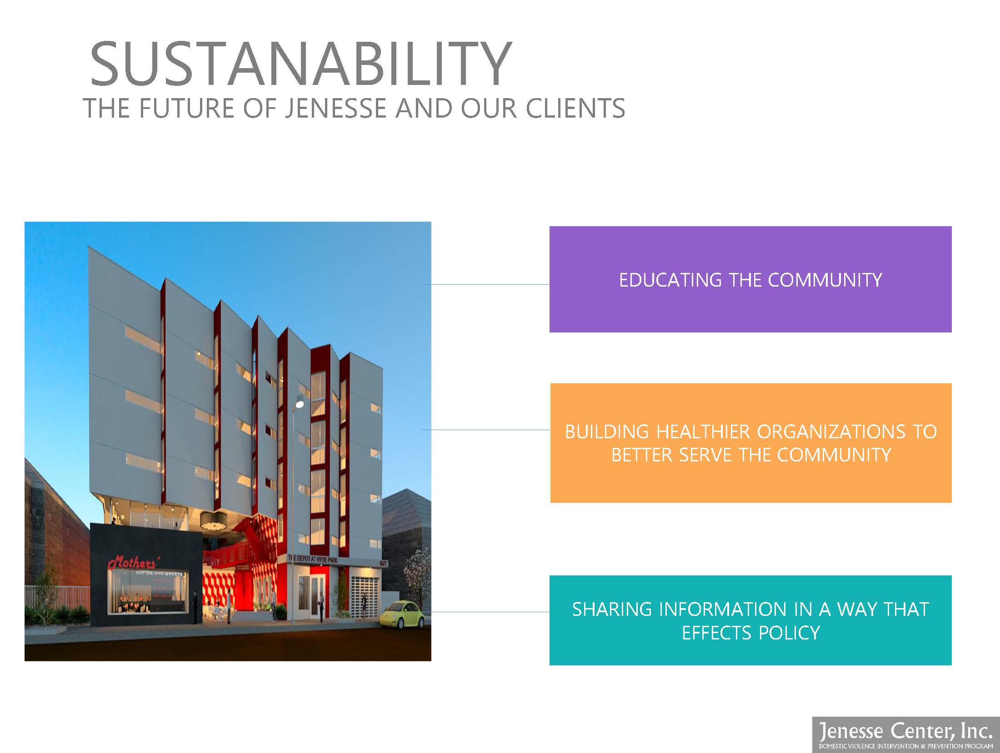 SUSTANABILITY
THE FUTURE OF JENESSE AND OUR CLIENTS
EDUCATING THE COMMUNITY
BUILDING HEALTHIER ORGANIZATIONS TO
BETTER SERVE THE COMMUNITY
SHARING INFORMATION IN A WAY THAT
EFFECTS POLICY
Mothers'
COFFEE AND SWEETS
THE DEPOT AT HYDE PARK
Jenesse Center, Inc.
DOMESTIC VIOLENCE INTERVENTION & PREVENTION PROGRAM